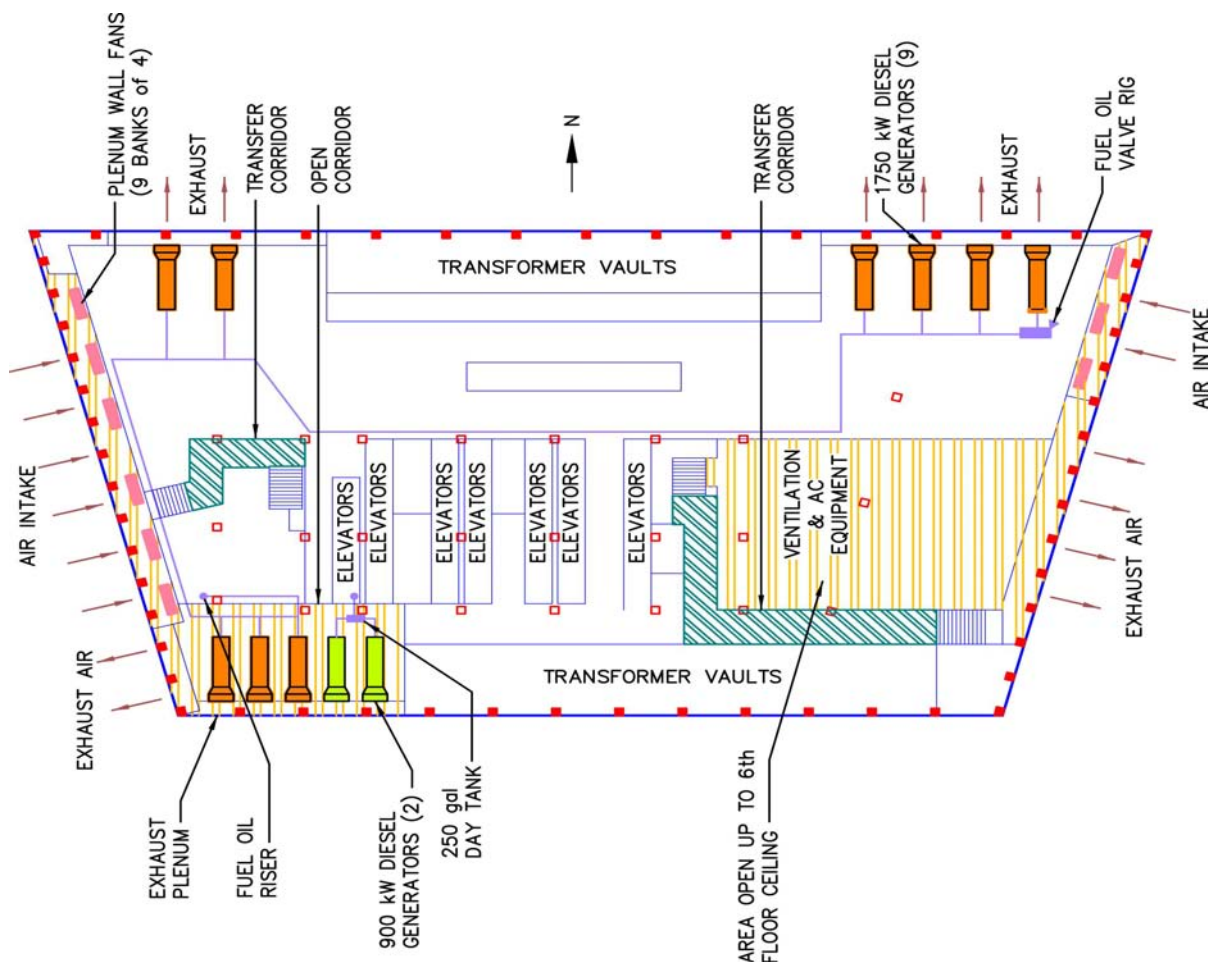 PLENUM WALL FANS
(9 BANKS of 4)
EXHAUST
TRANSFER
CORRIDOR
OPEN
CORRIDOR
N
TRANSFER
CORRIDOR
1750 kW DIESEL
GENERATORS (9)
EXHAUST
FUEL OIL
VALVE RIG
TRANSFORMER VAULTS
AIR INTAKE
AIR INTAKE
ELEVATORS
ELEVATORS
ELEVATORS
ELEVATORS
ELEVATORS
ELEVATORS
ELEVATORS
VENTILATION
& AC
EQUIPMENT
EXHAUST AIR
EXHAUST AIR
TRANSFORMER VAULTS
EXHAUST
PLENUM
FUEL OIL
RISER
900 kW DIESEL
GENERATORS (2)
250 gal
DAY TANK
AREA OPEN UP TO 6th
FLOOR CEILING